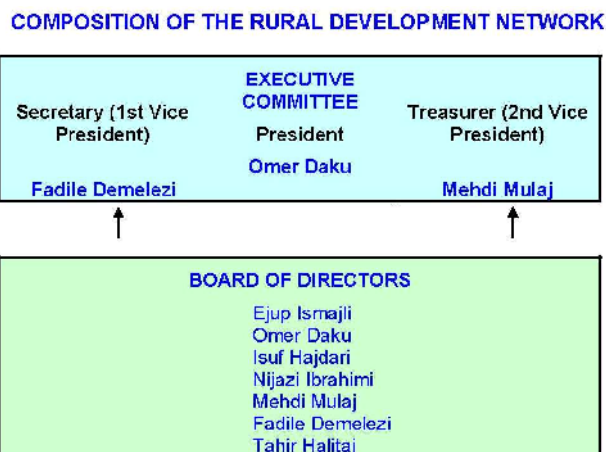 COMPOSITION OF THE RURAL DEVELOPMENT NETWORK
EXECUTIVE
COMMITTEE
President
Omer Daku
Secretary (1st Vice
President)
Fadile Demelezi
Treasurer (2nd Vice
President)
Mehdi Mulaj
BOARD OF DIRECTORS
Ejup Ismajli
Omer Daku
Isuf Hajdari
Nijazi Ibrahimi
Mehdi Mulaj
Fadile Demelezi
Tahir Halitaj